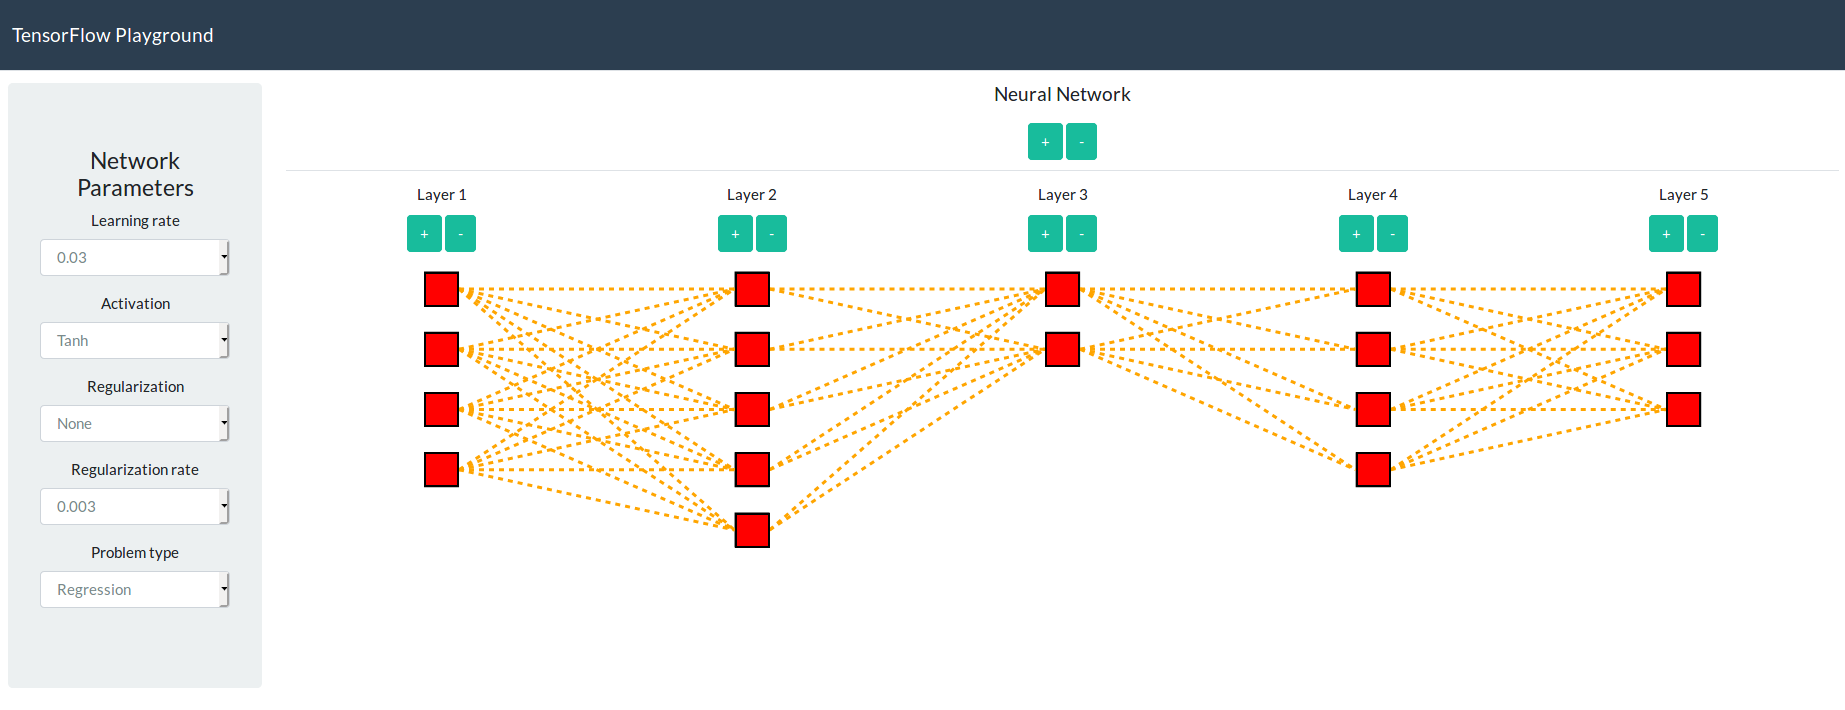 TensorFlow Playground
Network
Parameters
Learning rate
0.03
Activation
Tanh
Regularization
None
Regularization rate
0.003
Problem type
Regression
Neural Network
+ -
Layer 1 Layer 2 Layer 3 Layer 4 Layer 5
+ - + - + - + - + -